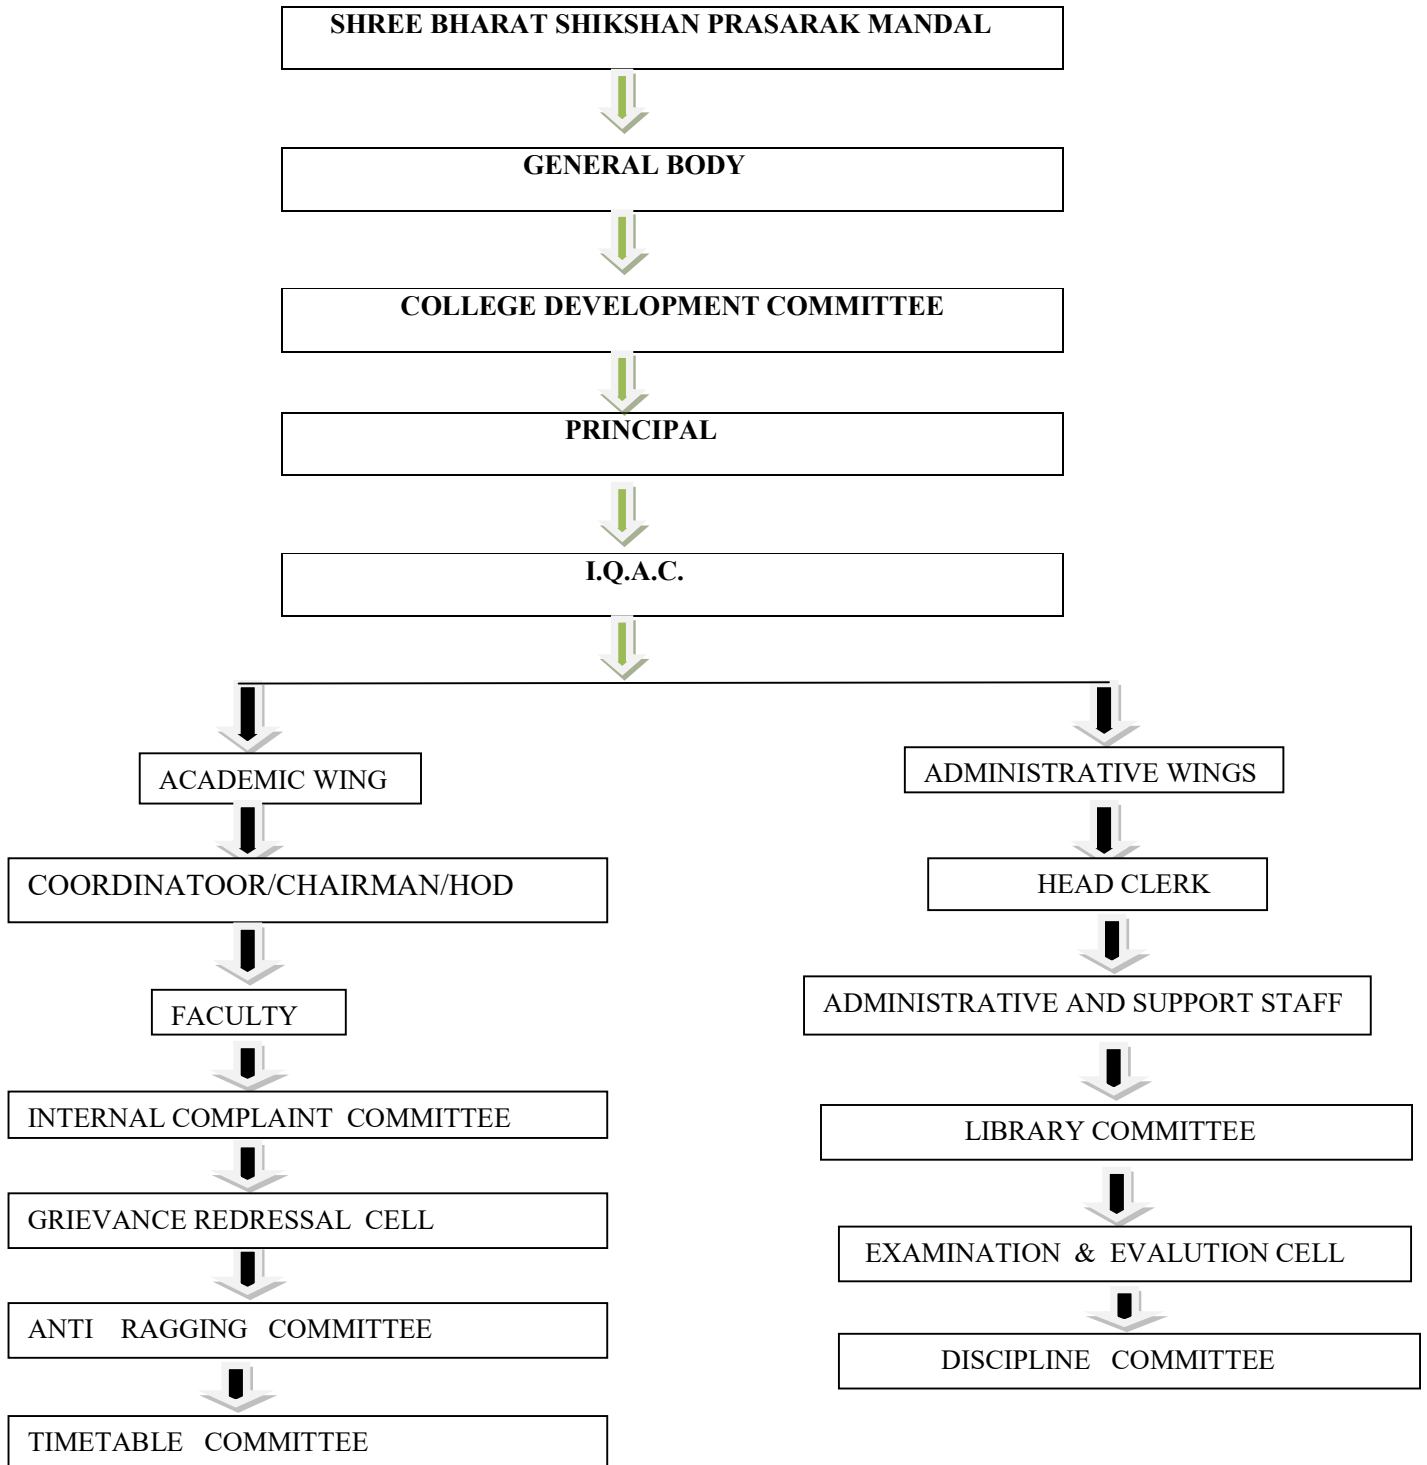 SHREE BHARAT SHIKSHAN PRASARAK MANDAL
GENERAL BODY
COLLEGE DEVELOPMENT COMMITTEE
PRINCIPAL
I.Q.A.C.
ACADEMIC WING
COORDINATOOR/CHAIRMAN/HOD
FACULTY
INTERNAL COMPLAINT COMMITTEE
GRIEVANCE REDRESSAL CELL
ANTI RAGGING COMMITTEE
TIMETABLE COMMITTEE
ADMINISTRATIVE WINGS
HEAD CLERK
ADMINISTRATIVE AND SUPPORT STAFF
LIBRARY COMMITTEE
EXAMINATION & EVALUTION CELL
DISCIPLINE COMMITTEE